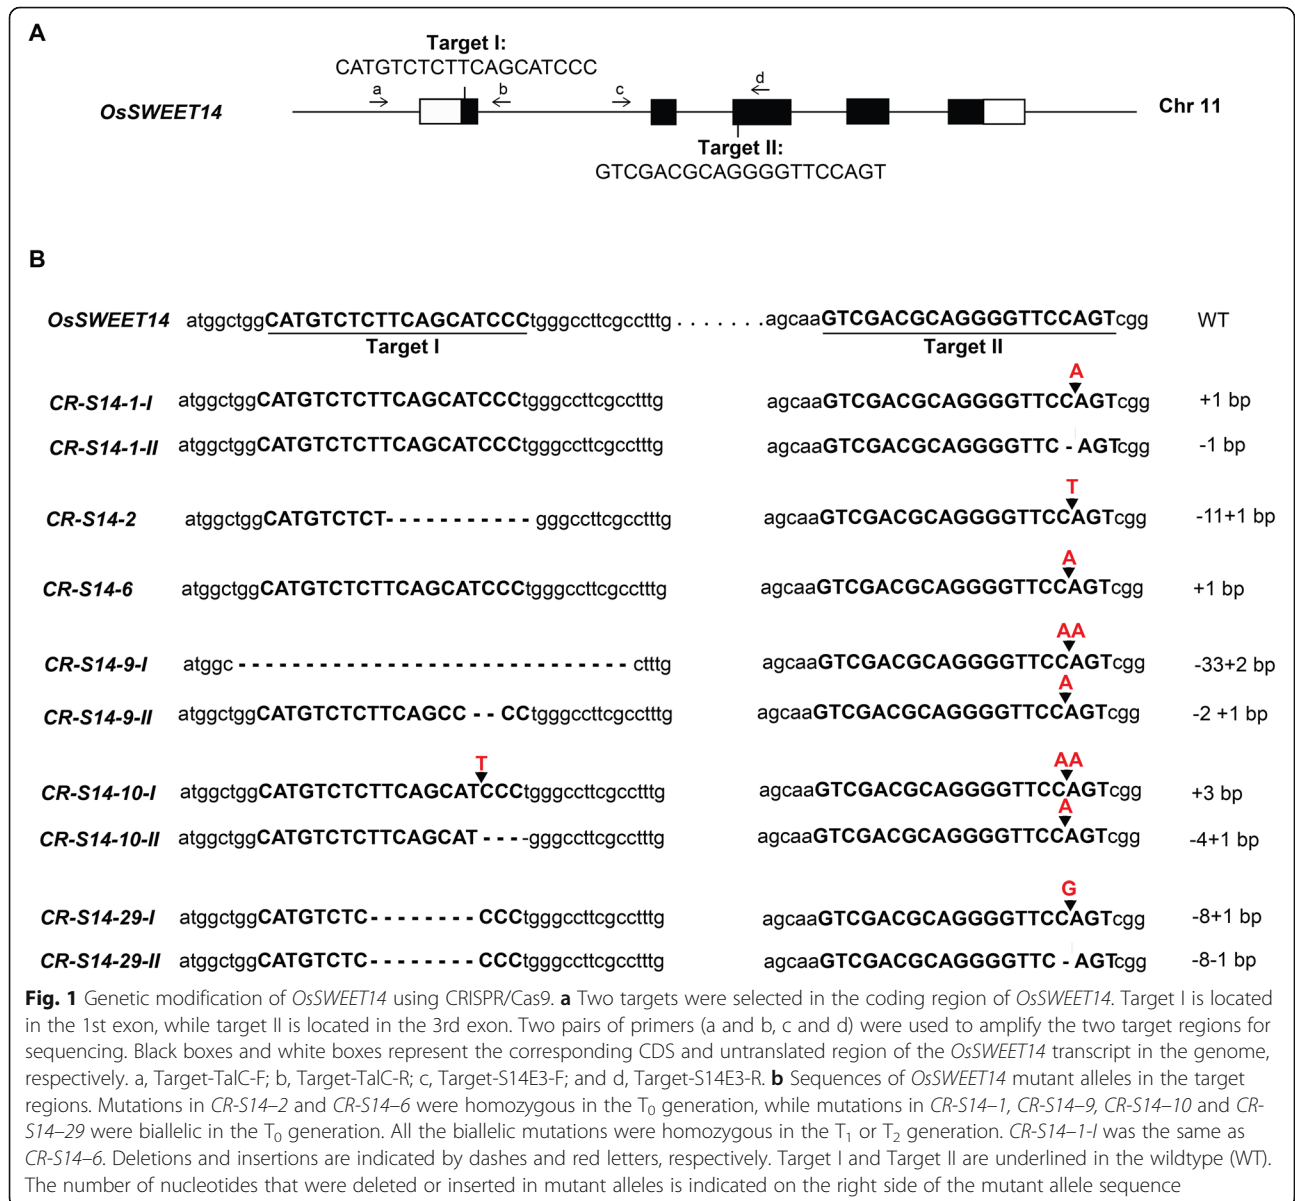 A
Target I:
CATGTCTCTTCAGCATCCC
a b c d
OsSWEET14 Chr 11
Target II:
GTCGACGCAGGGGTTCCAGT
B
OsSWEET14 atggctggCATGTCTCTTCAGCATCCCtgggccttcgcctttg . . . . . . . agcaaGTCGACGCAGGGGTTCCAGTcgg WT
Target I Target II
A
CR-S14-1-I atggctggCATGTCTCTTCAGCATCCCtgggccttcgcctttg agcaaGTCGACGCAGGGGTTCCAGTcgg +1 bp
CR-S14-1-II atggctggCATGTCTCTTCAGCATCCCtgggccttcgcctttg agcaaGTCGACGCAGGGGTTC - AGTcgg -1 bp
T
CR-S14-2 atggctggCATGTCTCT- - - - - - - - - - - gggccttcgcctttg agcaaGTCGACGCAGGGGTTCCAGTcgg -11+1 bp
A
CR-S14-6 atggctggCATGTCTCTTCAGCATCCCtgggccttcgcctttg agcaaGTCGACGCAGGGGTTCCAGTcgg +1 bp
AA
CR-S14-9-I atggc - - - - - - - - - - - - - - - - - - - - - - - - - - - - - - - - - ctttg agcaaGTCGACGCAGGGGTTCCAGTcgg -33+2 bp
A
CR-S14-9-II atggctggCATGTCTCTTCAGCC - - CCtgggccttcgcctttg agcaaGTCGACGCAGGGGTTCCAGTcgg -2 +1 bp
T AA
CR-S14-10-I atggctggCATGTCTCTTCAGCATCCCtgggccttcgcctttg agcaaGTCGACGCAGGGGTTCCAGTcgg +3 bp
A
CR-S14-10-II atggctggCATGTCTCTTCAGCAT - - - -gggccttcgcctttg agcaaGTCGACGCAGGGGTTCCAGTcgg -4+1 bp
G
CR-S14-29-I atggctggCATGTCTC- - - - - - - - CCCtgggccttcgcctttg agcaaGTCGACGCAGGGGTTCCAGTcgg -8+1 bp
CR-S14-29-II atggctggCATGTCTC- - - - - - - - CCCtgggccttcgcctttg agcaaGTCGACGCAGGGGTTC - AGTcgg -8-1 bp
Fig. 1 Genetic modification of OsSWEET14 using CRISPR/Cas9. a Two targets were selected in the coding region of OsSWEET14. Target I is located
in the 1st exon, while target II is located in the 3rd exon. Two pairs of primers (a and b, c and d) were used to amplify the two target regions for
sequencing. Black boxes and white boxes represent the corresponding CDS and untranslated region of the OsSWEET14 transcript in the genome,
respectively. a, Target-TalC-F; b, Target-TalC-R; c, Target-S14E3-F; and d, Target-S14E3-R. b Sequences of OsSWEET14 mutant alleles in the target
regions. Mutations in CR-S14–2 and CR-S14–6 were homozygous in the T0 generation, while mutations in CR-S14–1, CR-S14–9, CR-S14–10 and CR-
S14–29 were biallelic in the T0 generation. All the biallelic mutations were homozygous in the T1 or T2 generation. CR-S14–1-I was the same as
CR-S14–6. Deletions and insertions are indicated by dashes and red letters, respectively. Target I and Target II are underlined in the wildtype (WT).
The number of nucleotides that were deleted or inserted in mutant alleles is indicated on the right side of the mutant allele sequence